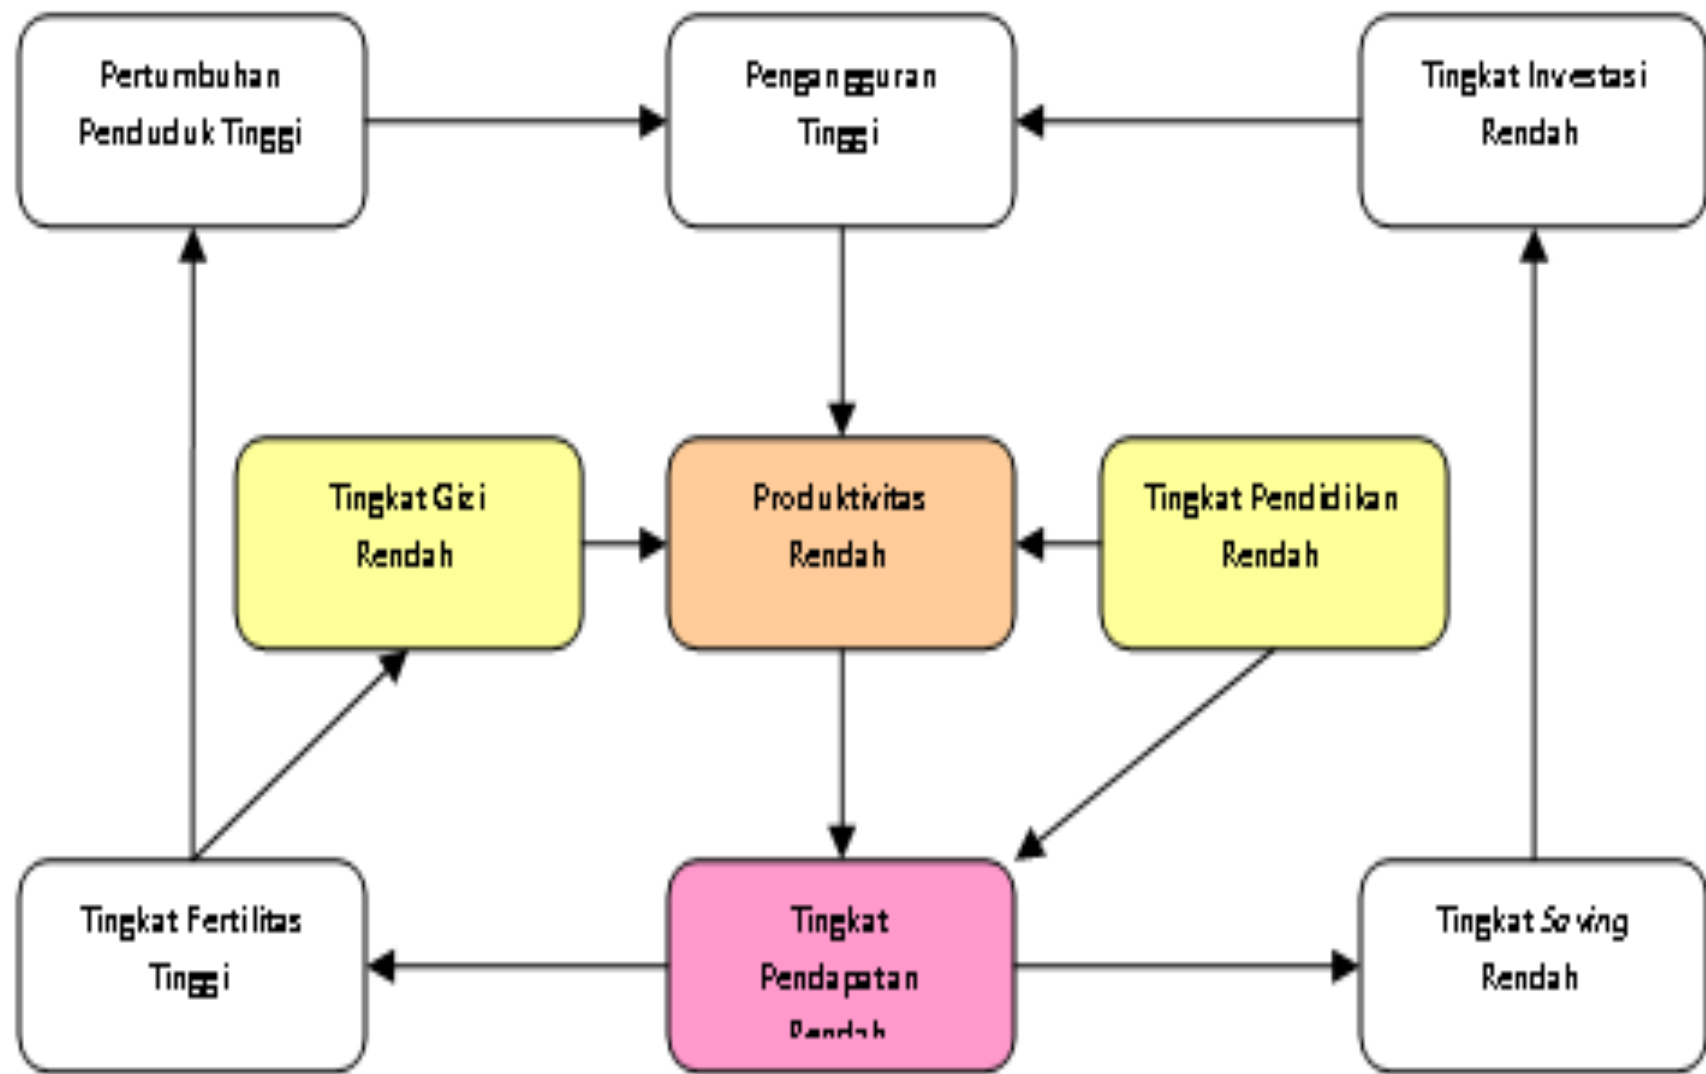 Pertumbuhan
Penduduk Tinggi
Pengangguran
Tinggi
Tingkat Investasi
Rendah
Tingkat Gizi
Rendah
Produktivitas
Rendah
Tingkat Pendidikan
Rendah
Tingkat Fertilitas
Tinggi
Tingkat
Pendapatan
Rendah
Tingkat Saving
Rendah